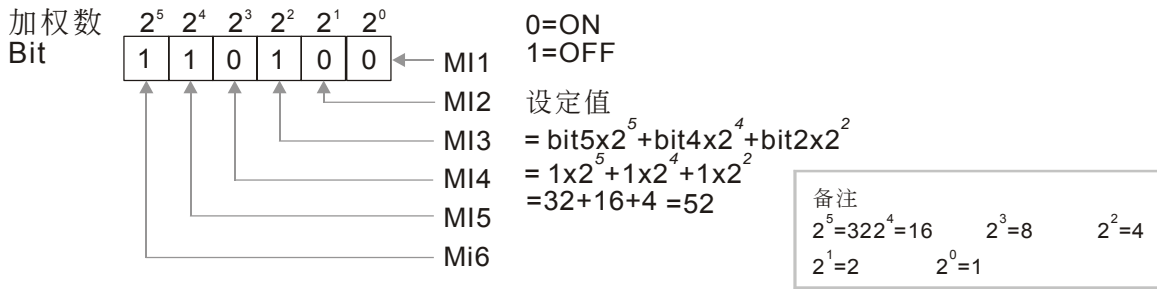 加权数 2⁵ 2⁴ 2³ 2² 2¹ 2⁰
Bit 1 1 0 1 0 0
MI1
MI2
MI3
MI4
MI5
Mi6
0=ON
1=OFF
设定值
= bit5x2⁵+bit4x2⁴+bit2x2²
= 1x2⁵+1x2⁴+1x2²
=32+16+4 =52
备注
2⁵=322⁴=16 2³=8 2²=4
2¹=2 2⁰=1